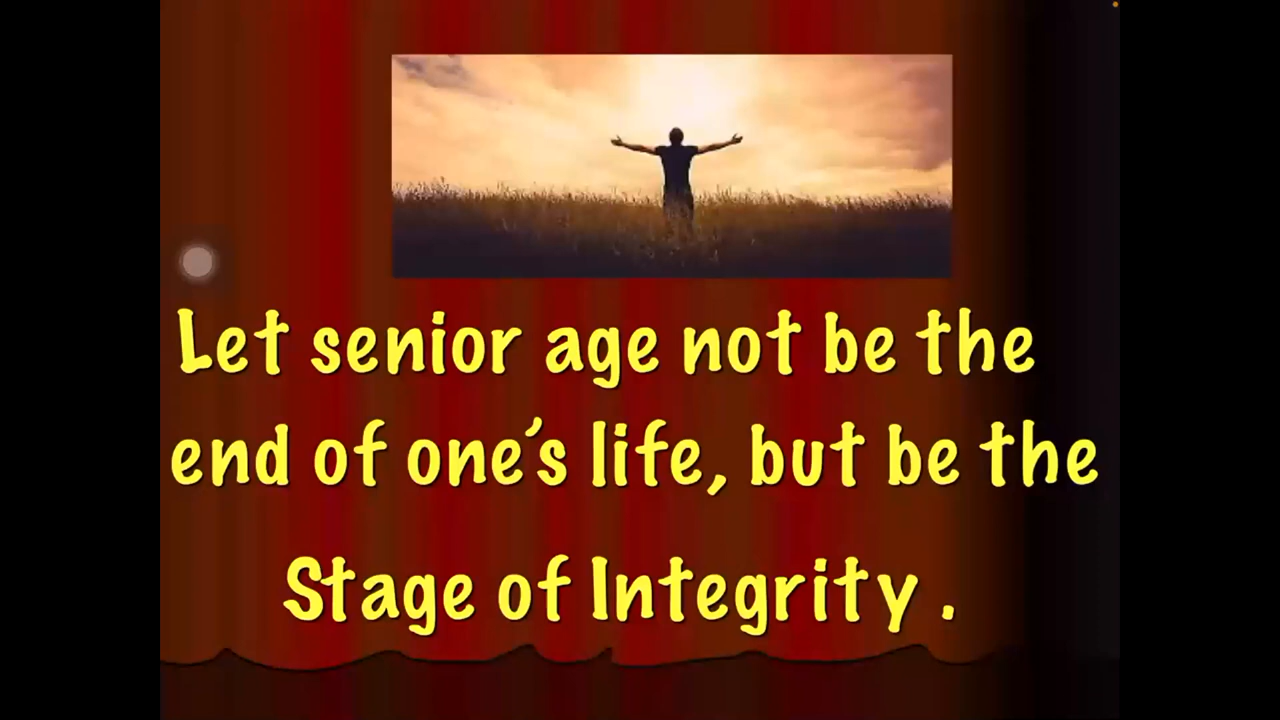 Let senior age not be the
end of one’s life, but be the
Stage of Integrity .